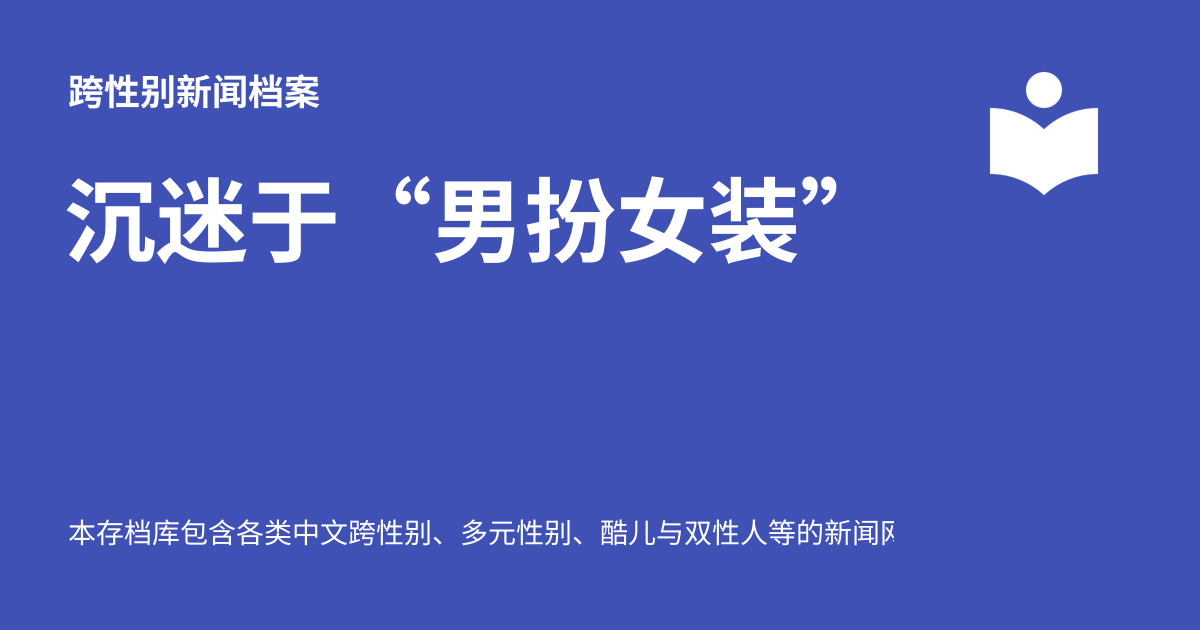 跨性别新闻档案
沉迷于“男扮女装”
本存档库包含各类中文跨性别、多元性别、酷儿与双性人等的新闻